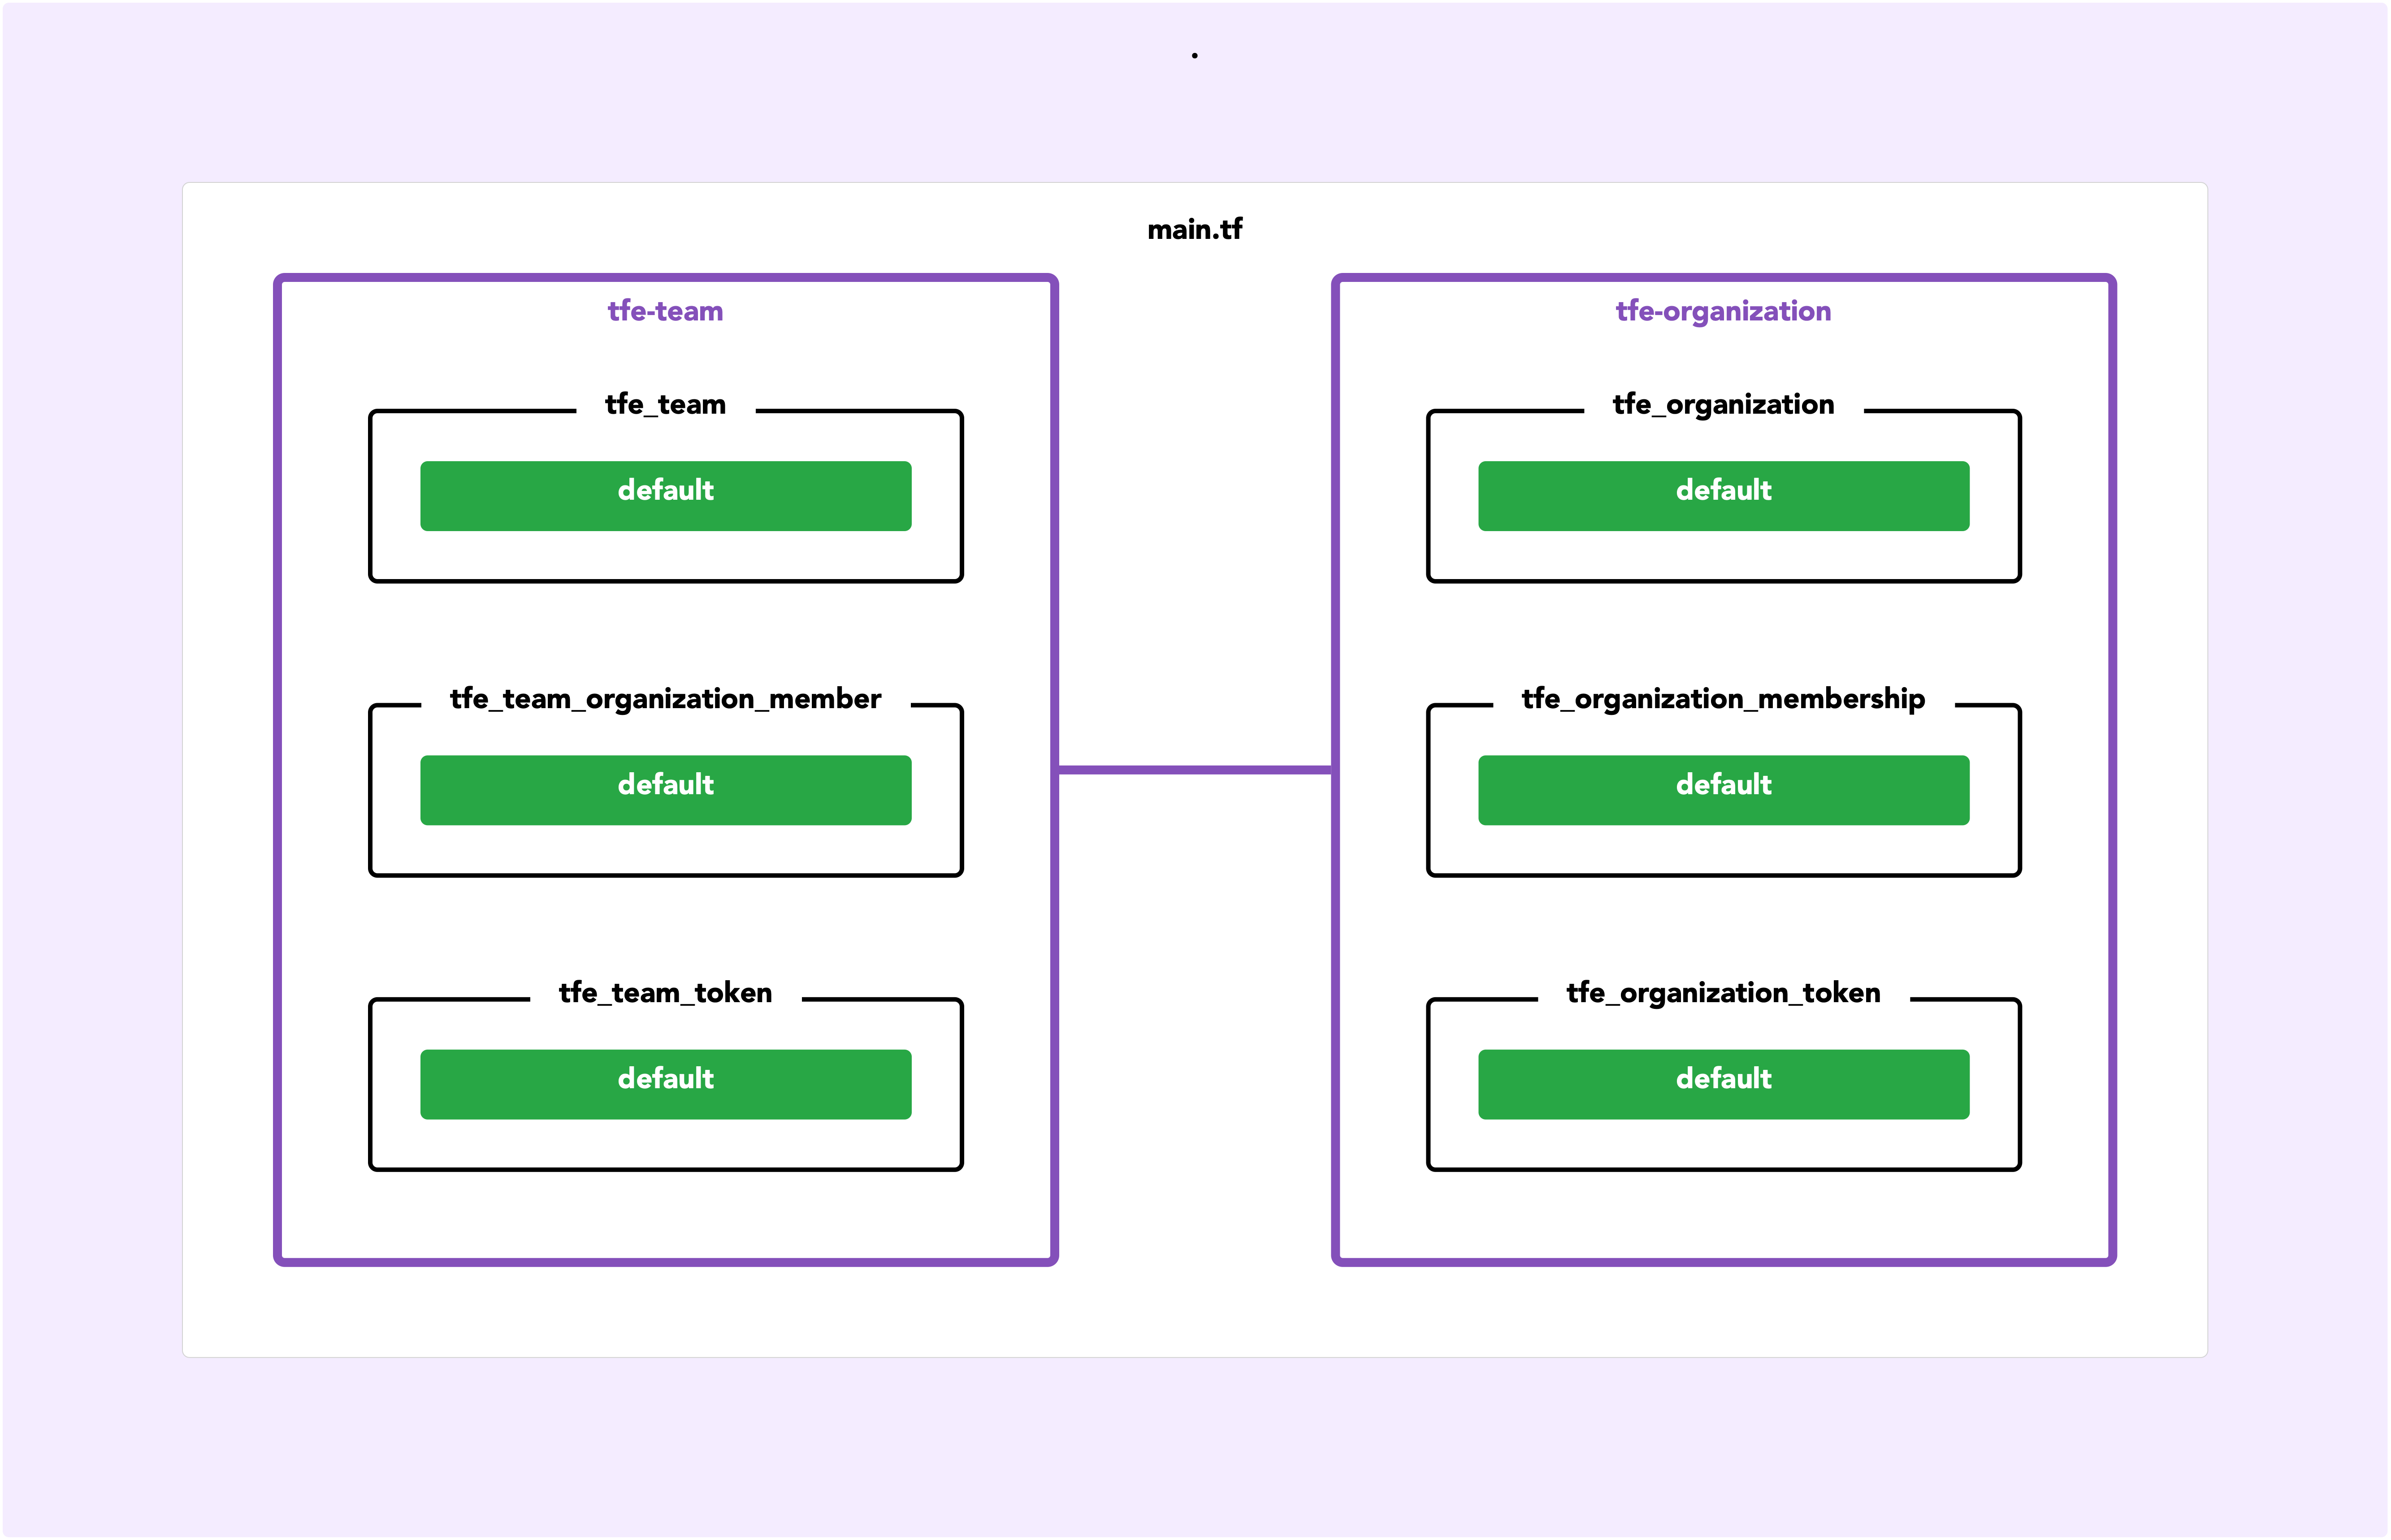 .
main.tf
tfe-team
tfe_team
default
tfe_team_organization_member
default
tfe_team_token
default
tfe-organization
tfe_organization
default
tfe_organization_membership
default
tfe_organization_token
default